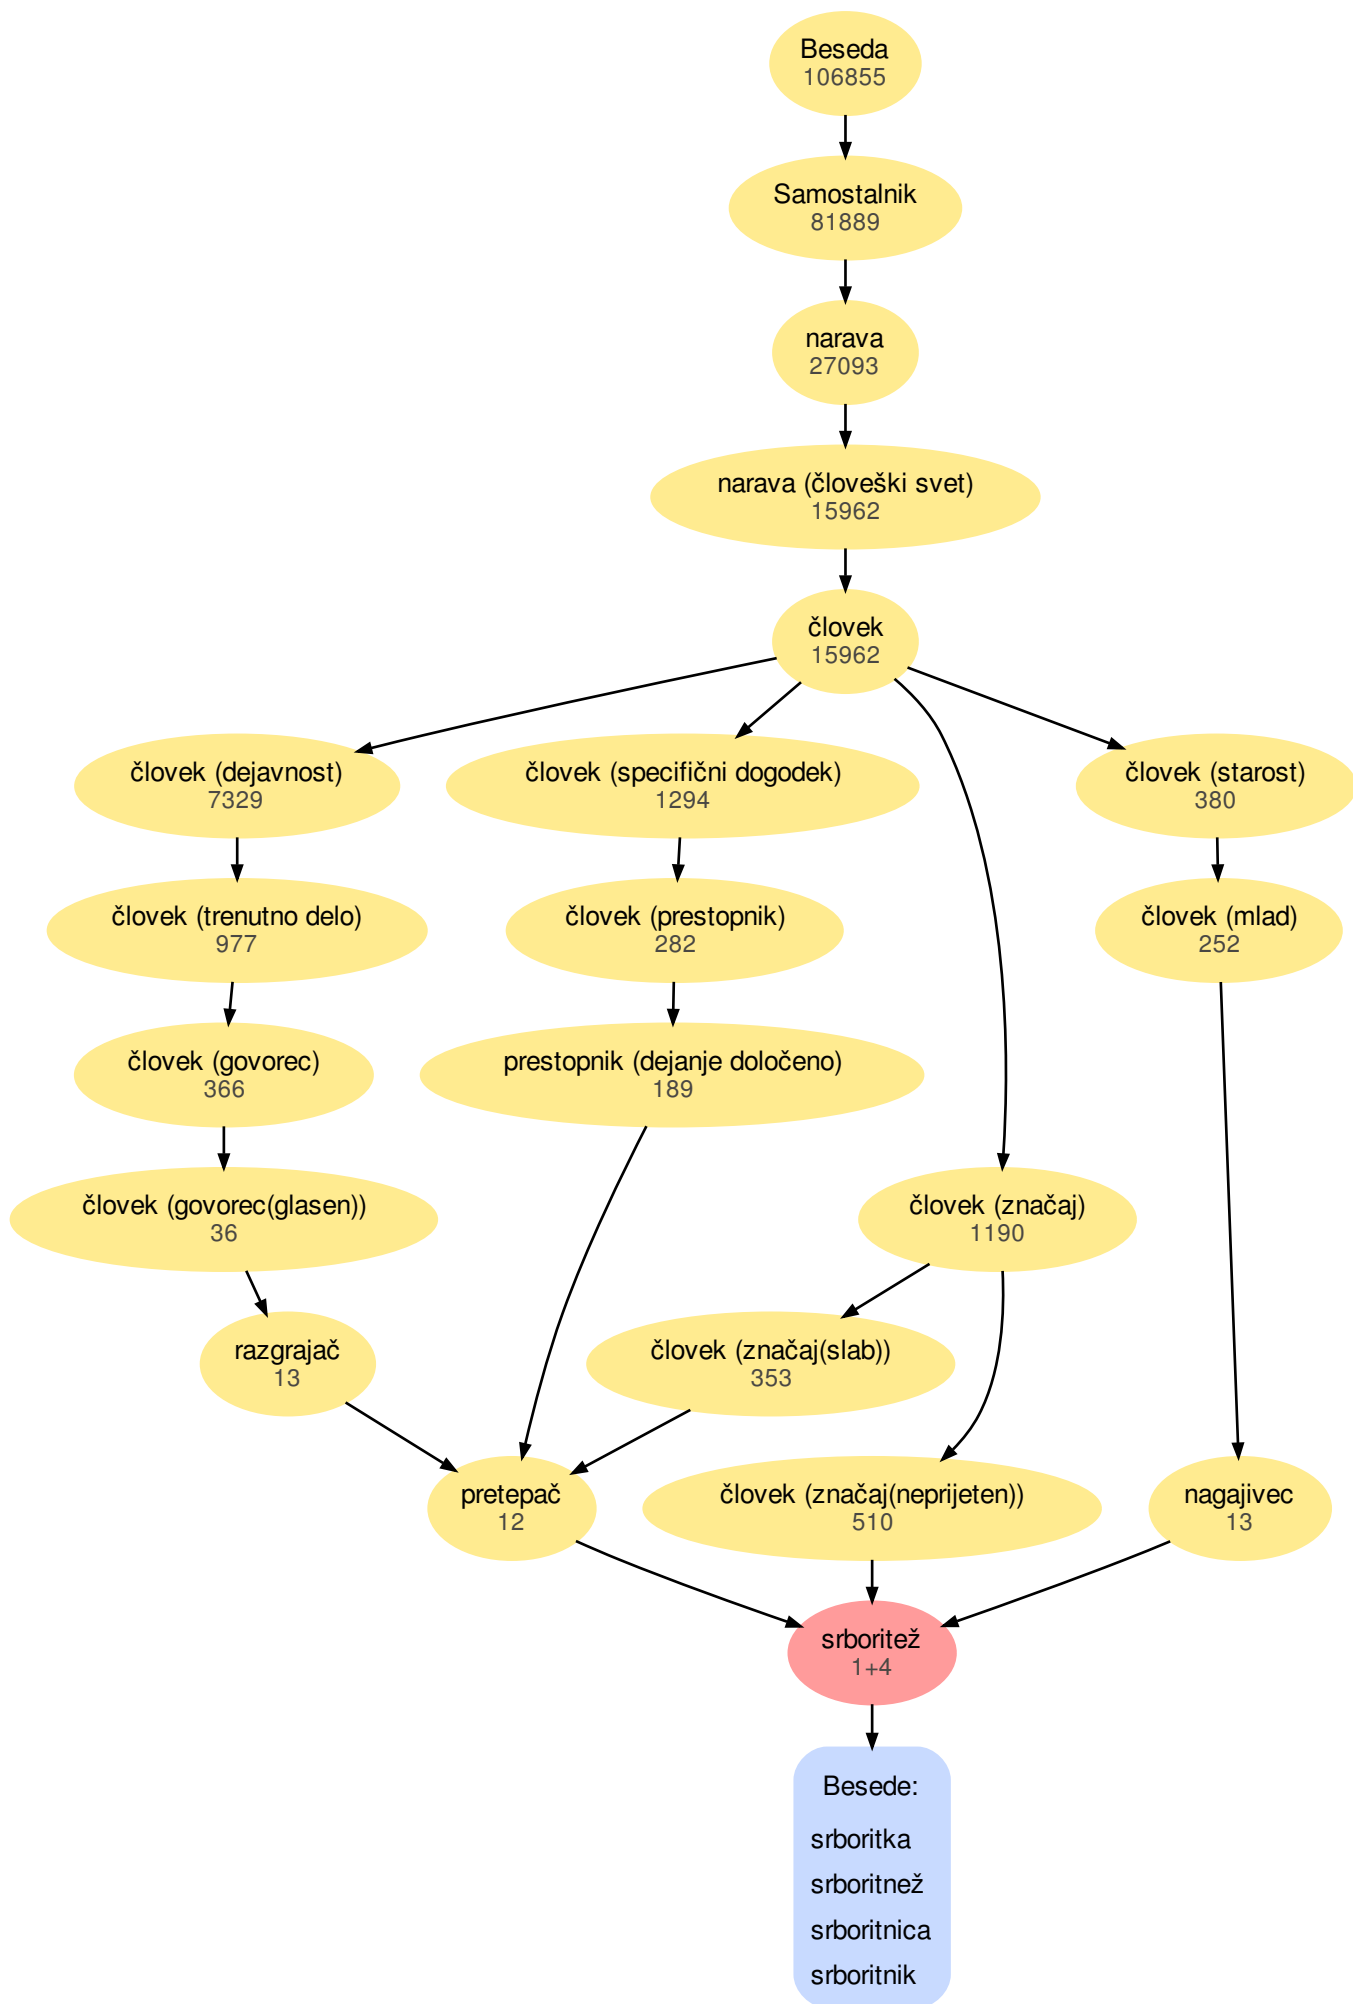 Beseda
106855
Samostalnik
81889
narava
27093
narava (človeški svet)
15962
človek
15962
človek (dejavnost)
7329
človek (specifični dogodek)
1294
človek (starost)
380
človek (trenutno delo)
977
človek (prestopnik)
282
človek (mlad)
252
človek (govorec)
366
prestopnik (dejanje določeno)
189
človek (govorec(glasen))
36
človek (značaj)
1190
razgrajač
13
človek (značaj(slab))
353
pretepač
12
človek (značaj(neprijeten))
510
nagajivec
13
srboritež
1+4
Besede:
srboritka
srboritnež
srboritnica
srboritnik